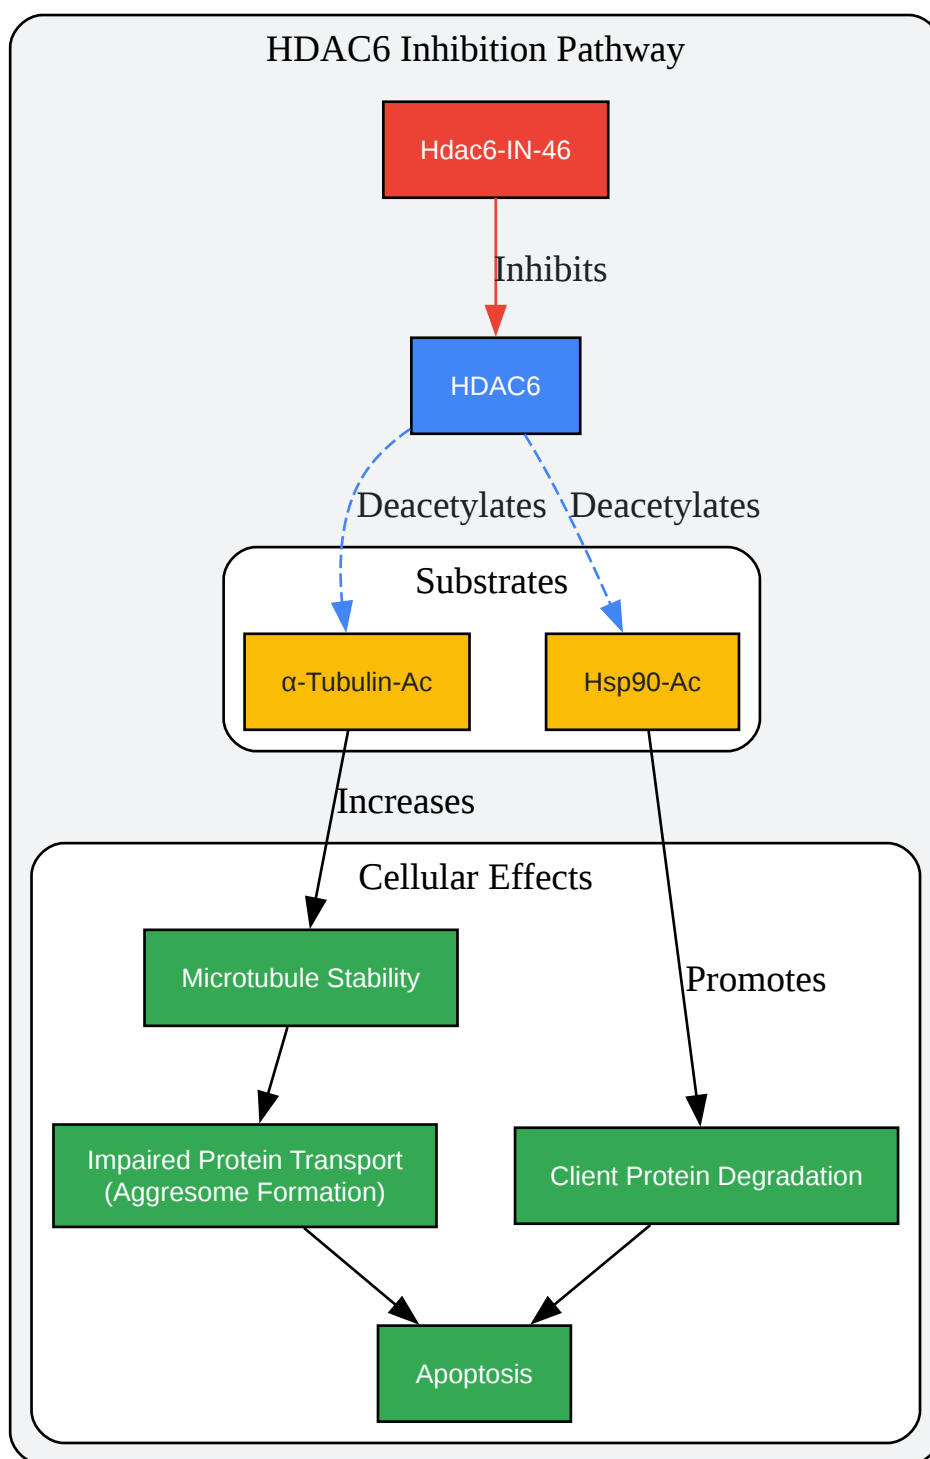 HDAC6 Inhibition Pathway
Hdac6-IN-46
Inhibits
HDAC6
Deacetylates
Deacetylates
Substrates
α-Tubulin-Ac
Hsp90-Ac
Increases
Cellular Effects
Microtubule Stability
Promotes
Impaired Protein Transport
(Aggresome Formation)
Client Protein Degradation
Apoptosis